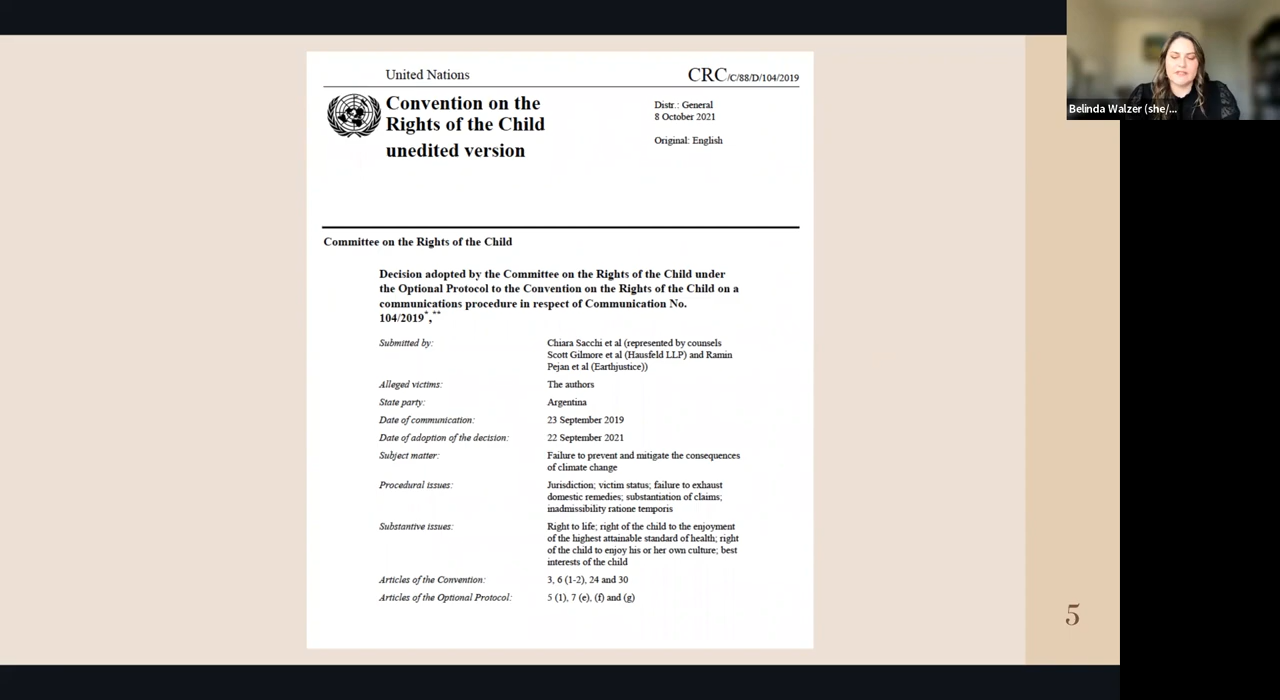 United Nations
CRC/C/88/D/104/2019
Convention on the
Rights of the Child
unedited version
Distr.: General
8 October 2021
Original: English
Committee on the Rights of the Child
Decision adopted by the Committee on the Rights of the Child under
the Optional Protocol to the Convention on the Rights of the Child on a
communications procedure in respect of Communication No.
104/2019*,**
Submitted by:
Chiara Sacchi et al (represented by counsels
Scott Gilmore et al (Hausfeld LLP) and Ramin
Pejan et al (Earthjustice))
Alleged victims:
The authors
State party:
Argentina
Date of communication:
23 September 2019
Date of adoption of the decision:
22 September 2021
Subject matter:
Failure to prevent and mitigate the consequences
of climate change
Procedural issues:
Jurisdiction; victim status; failure to exhaust
domestic remedies; substantiation of claims;
inadmissibility ratione temporis
Substantive issues:
Right to life; right of the child to the enjoyment
of the highest attainable standard of health; right
of the child to enjoy his or her own culture; best
interests of the child
Articles of the Convention:
3, 6 (1-2), 24 and 30
Articles of the Optional Protocol:
5 (1), 7 (e), (f) and (g)
5
Belinda Walzer (she/...